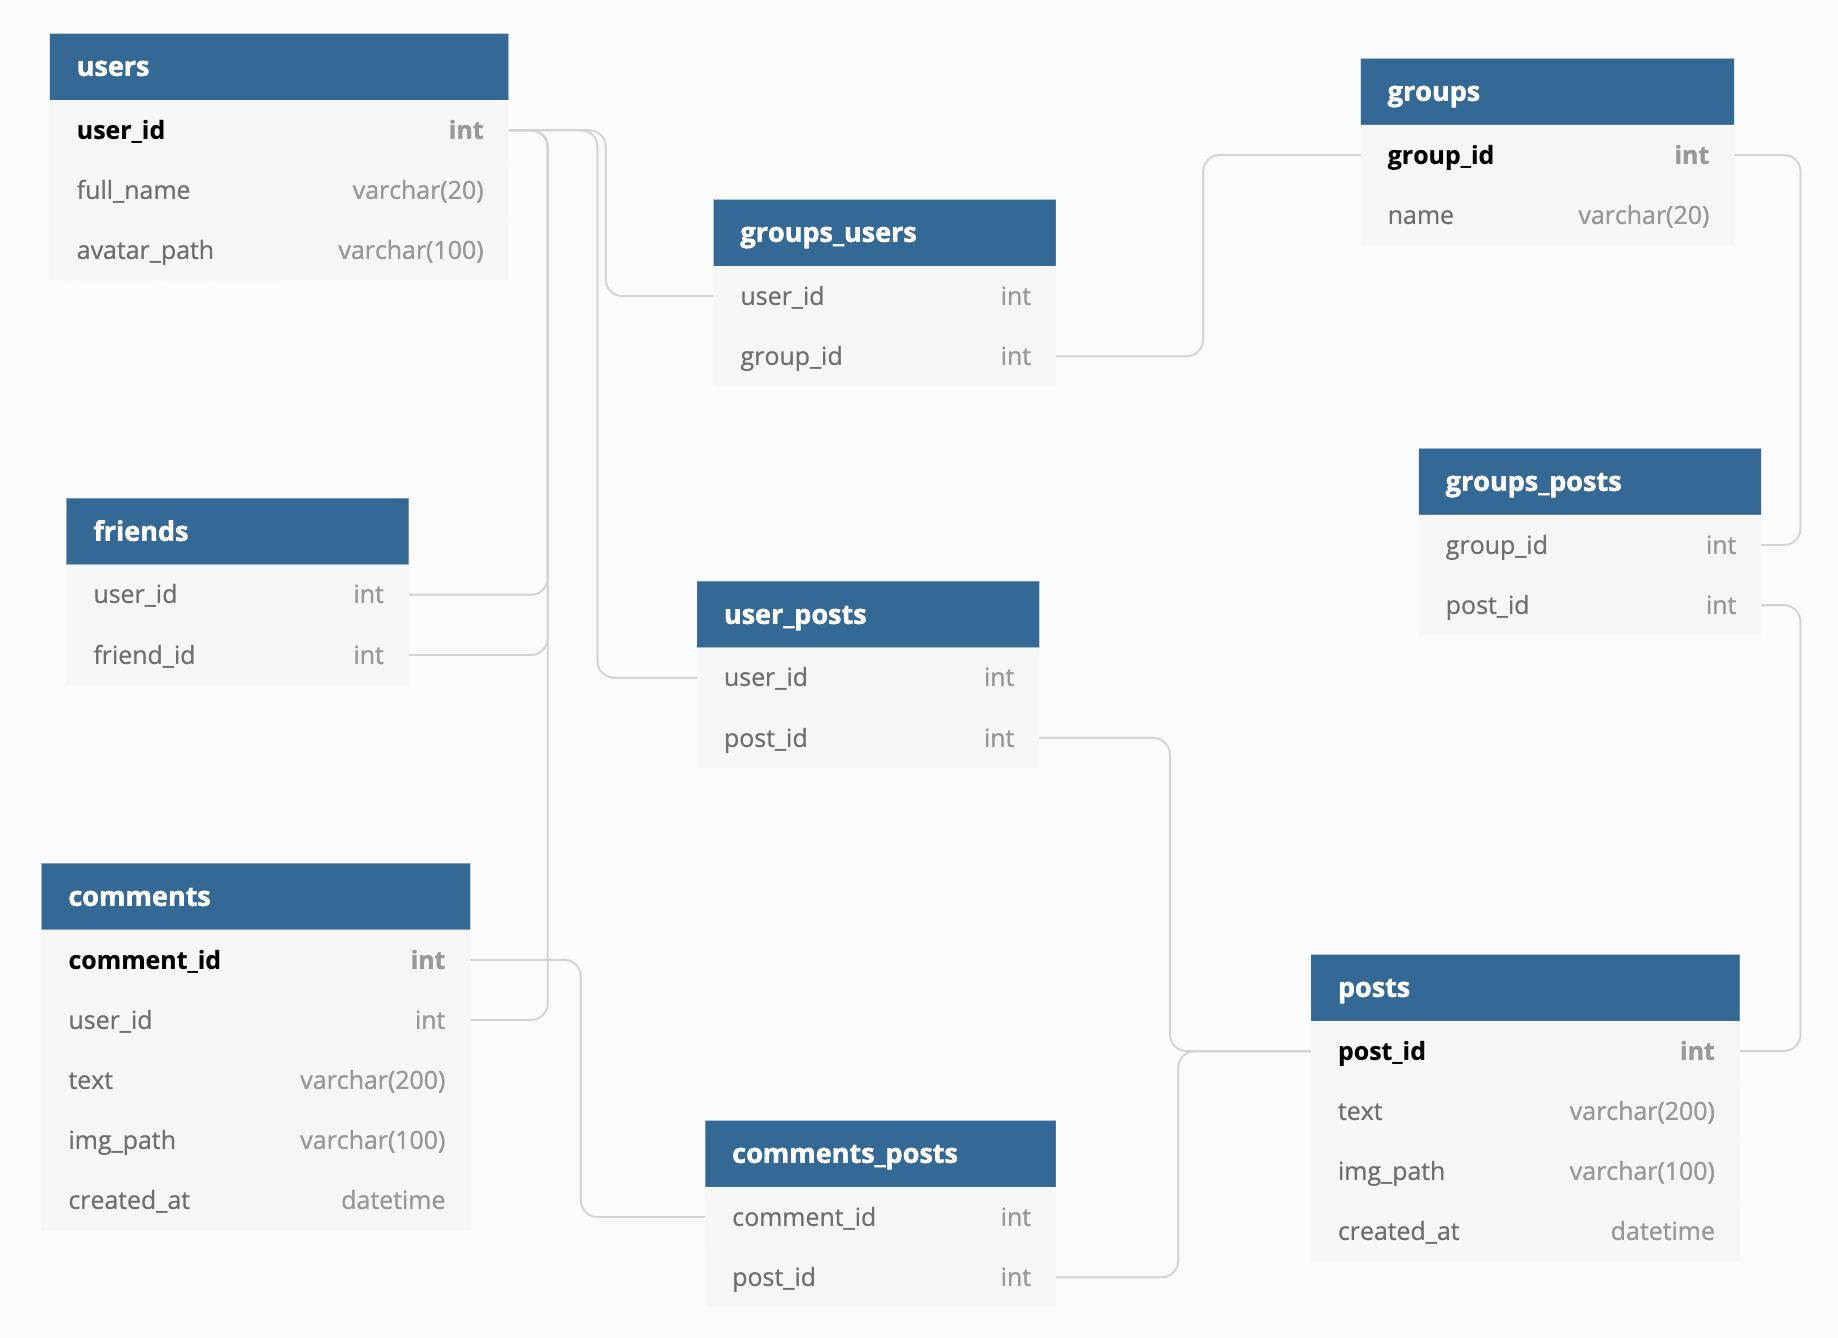 users
user_id int
full_name varchar(20)
avatar_path varchar(100)
groups
group_id int
name varchar(20)
groups_users
user_id int
group_id int
groups_posts
group_id int
post_id int
friends
user_id int
friend_id int
user_posts
user_id int
post_id int
comments
comment_id int
user_id int
text varchar(200)
img_path varchar(100)
created_at datetime
posts
post_id int
text varchar(200)
img_path varchar(100)
created_at datetime
comments_posts
comment_id int
post_id int